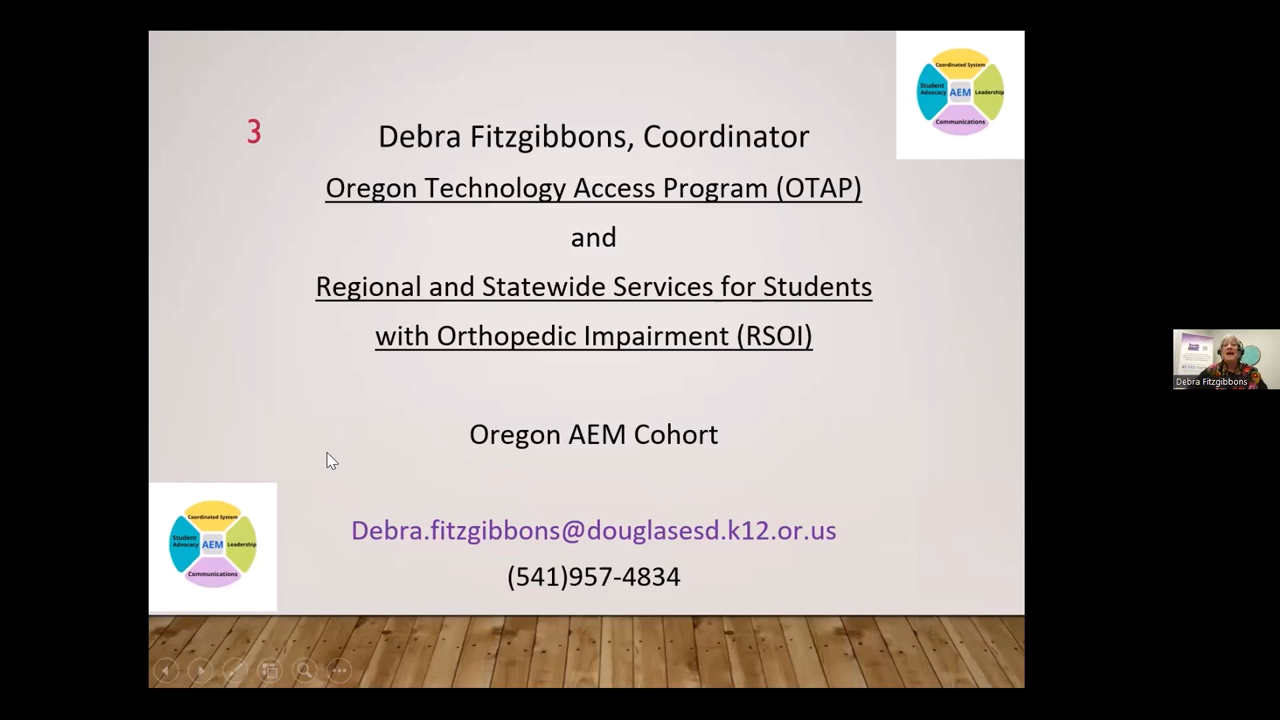 3
Debra Fitzgibbons, Coordinator
Oregon Technology Access Program (OTAP)
and
Regional and Statewide Services for Students
with Orthopedic Impairment (RSOI)
Oregon AEM Cohort
Debra.fitzgibbons@douglasesd.k12.or.us
(541)957-4834
Coordinated System
Student
Advocacy
AEM
Leadership
Communications
Coordinated System
Student
Advocacy
AEM
Leadership
Communications
Debra Fitzgibbons